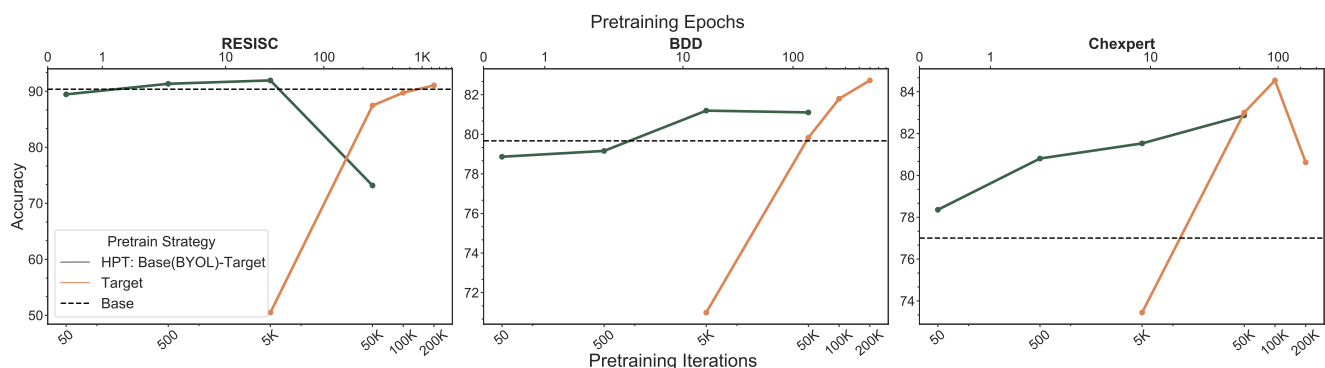 Pretraining Epochs
RESISC
BDD
Chexpert
0 1 10 100 1K
0 1 10 100
0 1 10 100
Accuracy
90
80
70
60
50
82
80
78
76
74
72
84
82
80
78
76
74
Pretrain Strategy
HPT: Base(BYOL)-Target
Target
Base
50 500 5K 50K 100K 200K
50 500 5K 50K 100K 200K
50 500 5K 50K 100K 200K
Pretraining Iterations